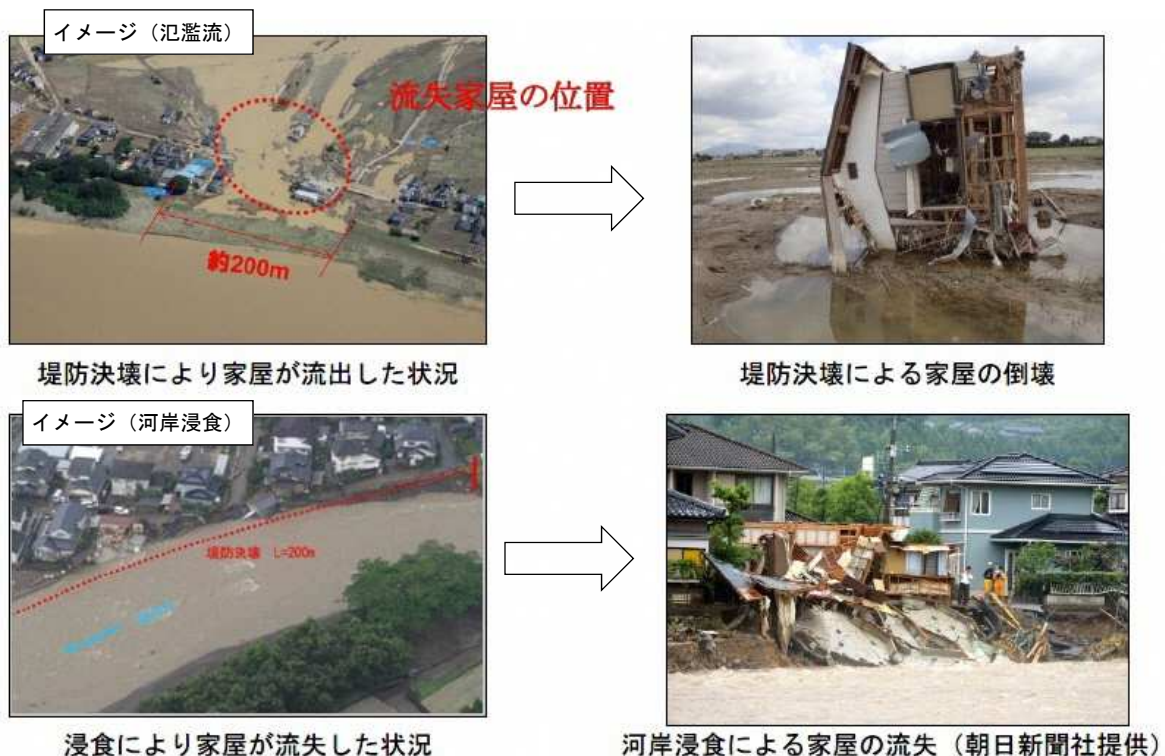 イメージ（氾濫流）
流失家屋の位置
約200m
堤防決壊により家屋が流出した状況
堤防決壊による家屋の倒壊
イメージ（河岸浸食）
堤防決壊　L=200m
浸食により家屋が流失した状況
河岸浸食による家屋の流失（朝日新聞社提供）